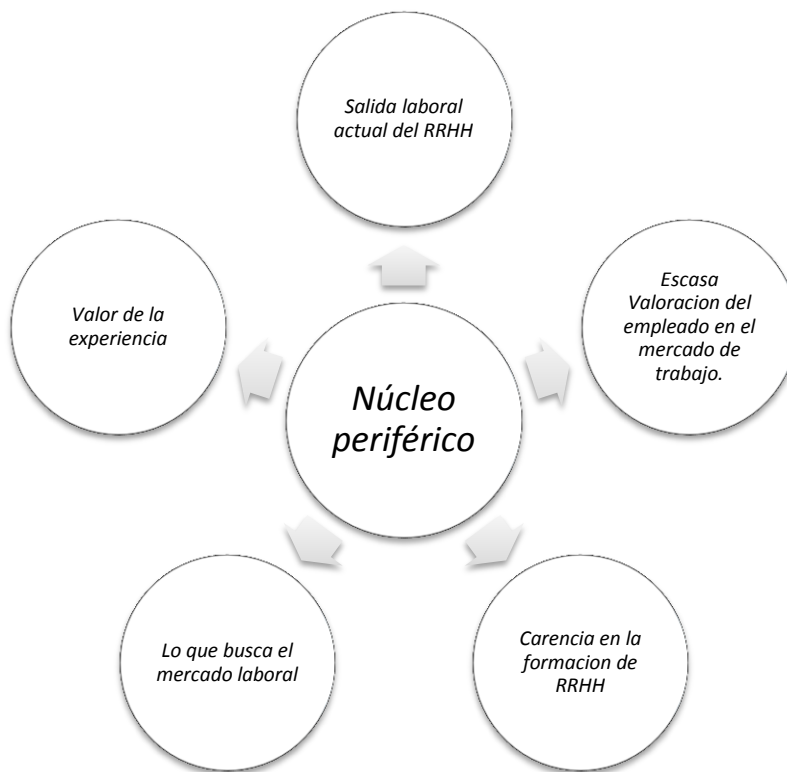 Salida laboral
actual del RRHH
Escasa
Valoracion del
empleado en el
mercado de
trabajo.
Valor de la
experiencia
Núcleo
periférico
Lo que busca el
mercado laboral
Carencia en la
formacion de
RRHH